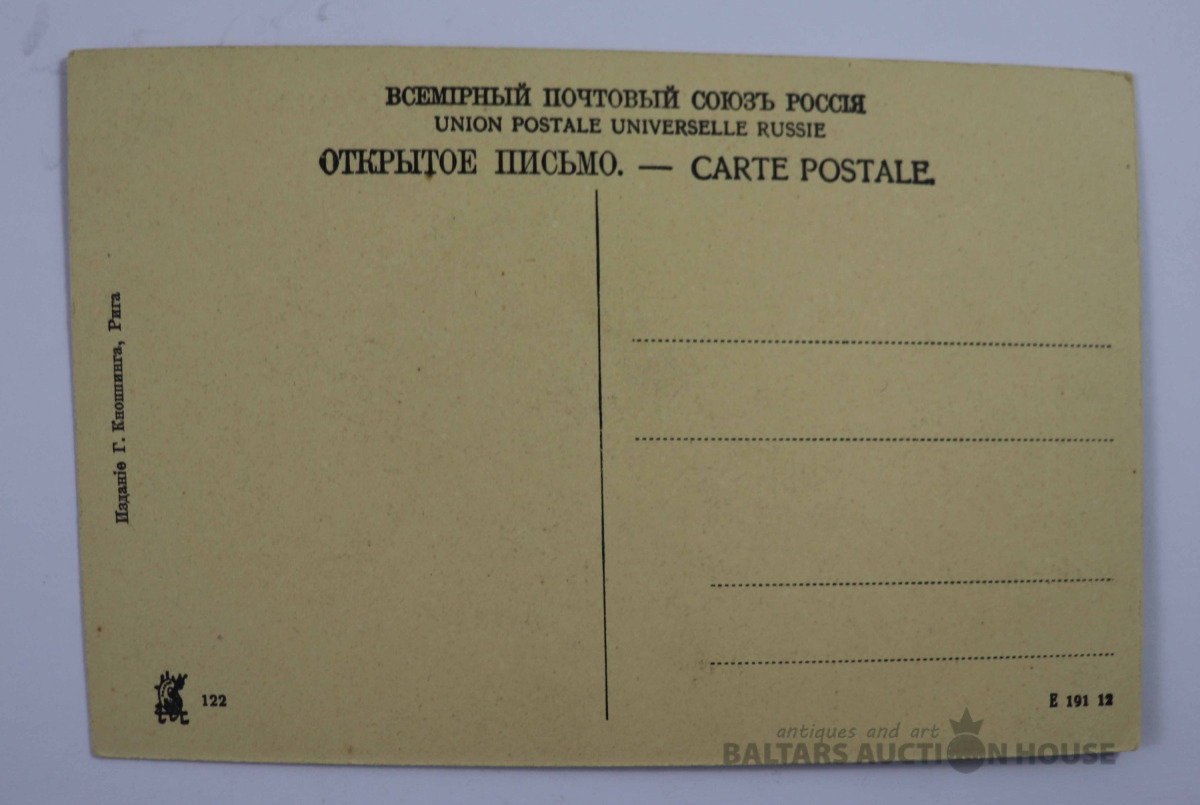 ВСЕМІРНЫЙ ПОЧТОВЫЙ СОЮЗЪ РОССІЯ
UNION POSTALE UNIVERSELLE RUSSIE
ОТКРЫТОЕ ПИСЬМО. — CARTE POSTALE.
Изданіе Г. Кноппинга, Рига
122
E 191 12
antiques and art
BALTARS AUCTION HOUSE